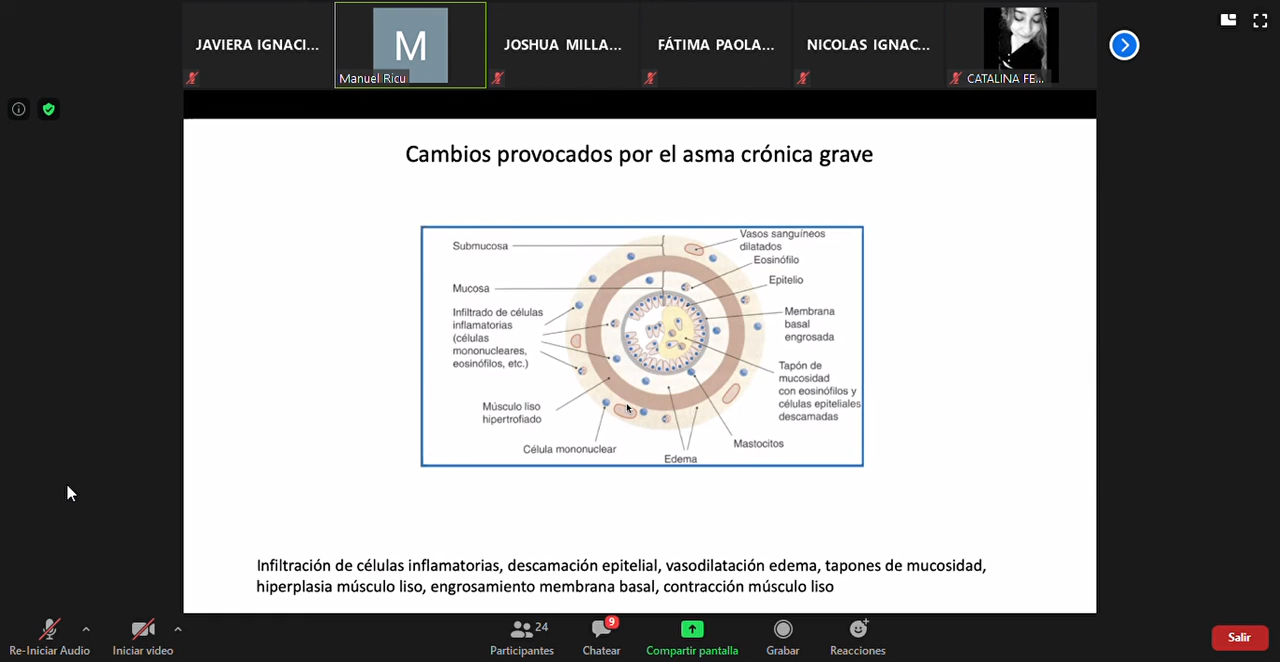 JAVIERA IGNACI...
M
Manuel Ricu
JOSHUA MILLA...
FÁTIMA PAOLA...
NICOLAS IGNAC...
CATALINA FE...
Cambios provocados por el asma crónica grave
Submucosa
Mucosa
Infiltrado de células
inflamatorias
(células
mononucleares,
eosinófilos, etc.)
Músculo liso
hipertrofiado
Célula mononuclear
Edema
Vasos sanguíneos
dilatados
Eosinófilo
Epitelio
Membrana
basal
engrosada
Tapón de
mucosidad
con eosinófilos y
células epiteliales
descamadas
Mastocitos
Infiltración de células inflamatorias, descamación epitelial, vasodilatación edema, tapones de mucosidad,
hiperplasia músculo liso, engrosamiento membrana basal, contracción músculo liso
Re-Iniciar Audio
Iniciar video
24
Participantes
9
Chatear
Compartir pantalla
Grabar
Reacciones
Salir